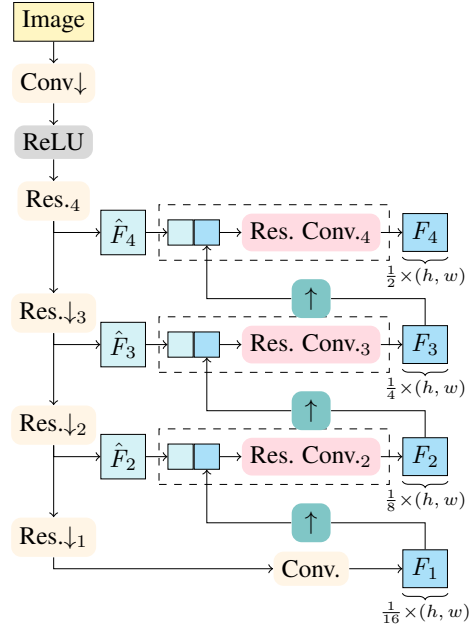 Image
Conv↓
ReLU
Res.₄
F̂₄
Res. Conv.₄
F₄
½×(h, w)
↑
Res.↓₃
F̂₃
Res. Conv.₃
F₃
¼×(h, w)
↑
Res.↓₂
F̂₂
Res. Conv.₂
F₂
⅛×(h, w)
↑
Res.↓₁
Conv.
F₁
1/16×(h, w)